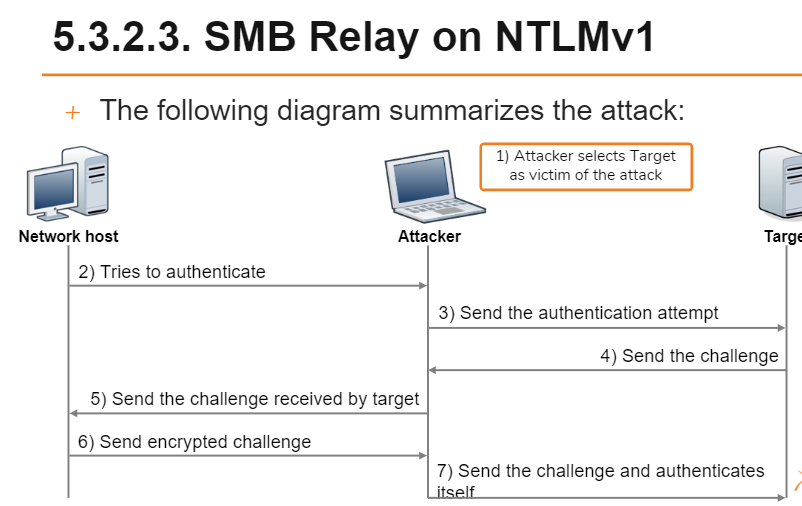 5.3.2.3. SMB Relay on NTLMv1
+ The following diagram summarizes the attack:
1) Attacker selects Target
as victim of the attack
Network host
Attacker
Targe
2) Tries to authenticate
3) Send the authentication attempt
4) Send the challenge
5) Send the challenge received by target
6) Send encrypted challenge
7) Send the challenge and authenticates
itself